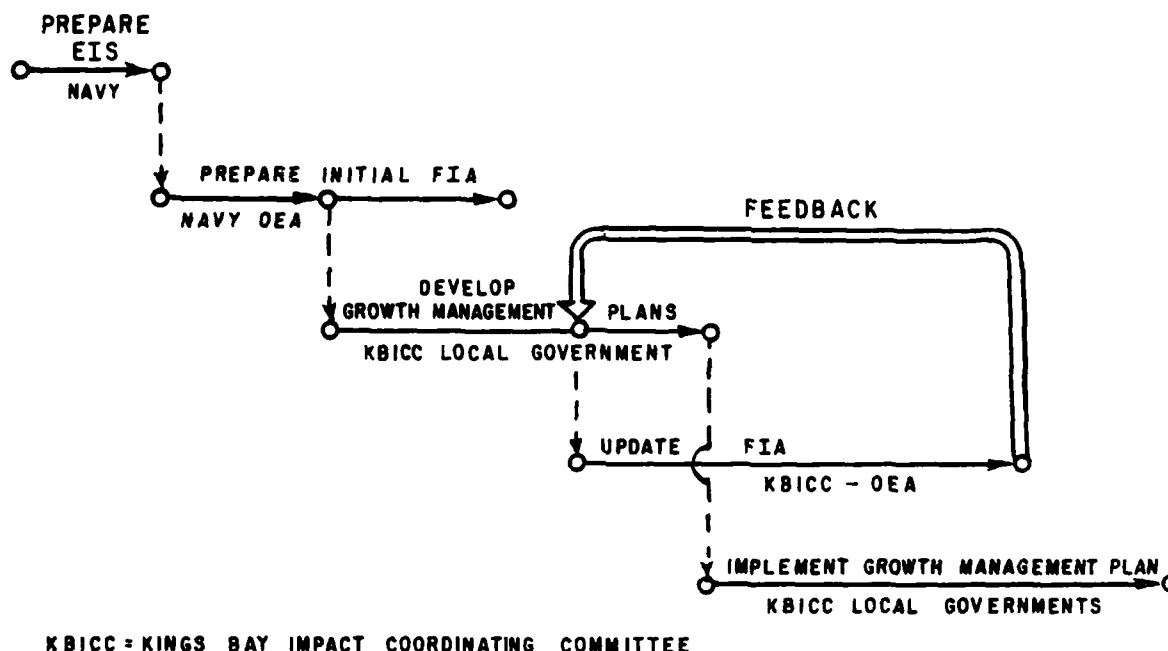 PREPARE
EIS
NAVY
PREPARE INITIAL FIA
NAVY OEA
FEEDBACK
DEVELOP
GROWTH MANAGEMENT PLANS
KBICC LOCAL GOVERNMENT
UPDATE FIA
KBICC - OEA
IMPLEMENT GROWTH MANAGEMENT PLAN
KBICC LOCAL GOVERNMENTS
KBICC = KINGS BAY IMPACT COORDINATING COMMITTEE